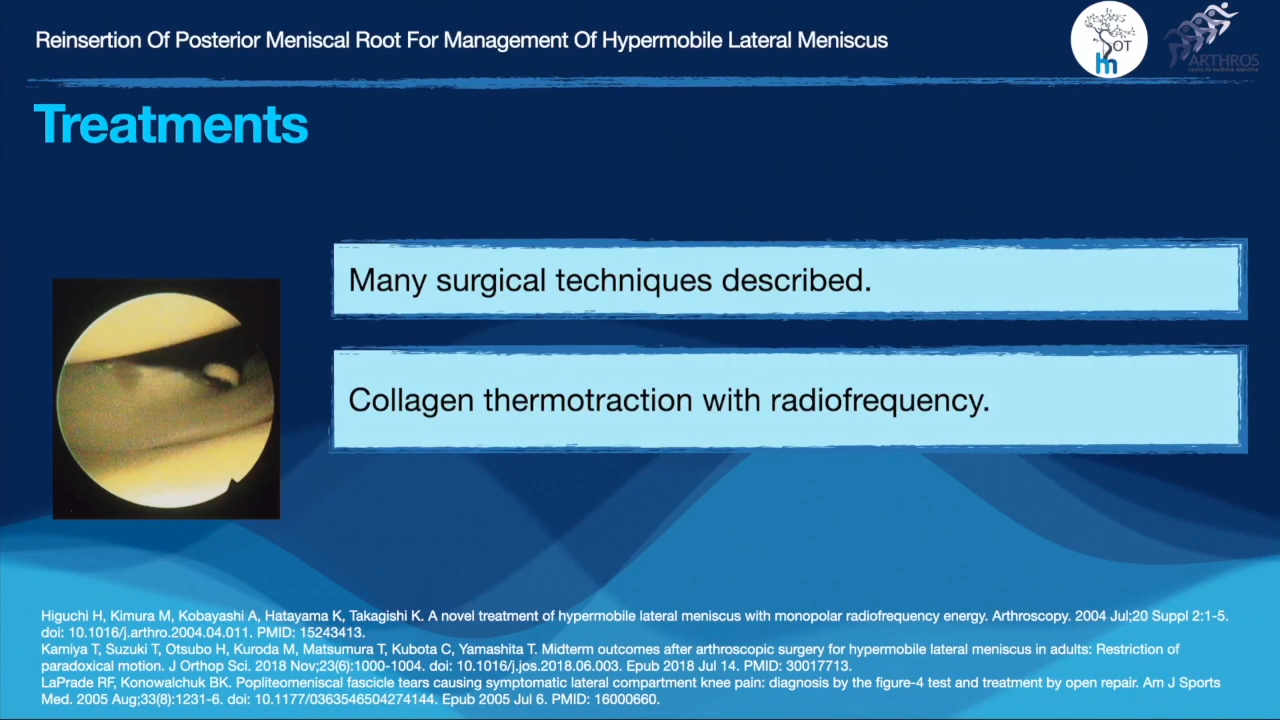 Reinsertion Of Posterior Meniscal Root For Management Of Hypermobile Lateral Meniscus
OT
ARTHROS
Treatments
Many surgical techniques described.
Collagen thermotraction with radiofrequency.
Higuchi H, Kimura M, Kobayashi A, Hatayama K, Takagishi K. A novel treatment of hypermobile lateral meniscus with monopolar radiofrequency energy. Arthroscopy. 2004 Jul;20 Suppl 2:1-5.
doi: 10.1016/j.arthro.2004.04.011. PMID: 15243413.
Kamiya T, Suzuki T, Otsubo H, Kuroda M, Matsumura T, Kubota C, Yamashita T. Midterm outcomes after arthroscopic surgery for hypermobile lateral meniscus in adults: Restriction of
paradoxical motion. J Orthop Sci. 2018 Nov;23(6):1000-1004. doi: 10.1016/j.jos.2018.06.003. Epub 2018 Jul 14. PMID: 30017713.
LaPrade RF, Konowalchuk BK. Popliteomeniscal fascicle tears causing symptomatic lateral compartment knee pain: diagnosis by the figure-4 test and treatment by open repair. Am J Sports
Med. 2005 Aug;33(8):1231-6. doi: 10.1177/0363546504274144. Epub 2005 Jul 6. PMID: 16000660.